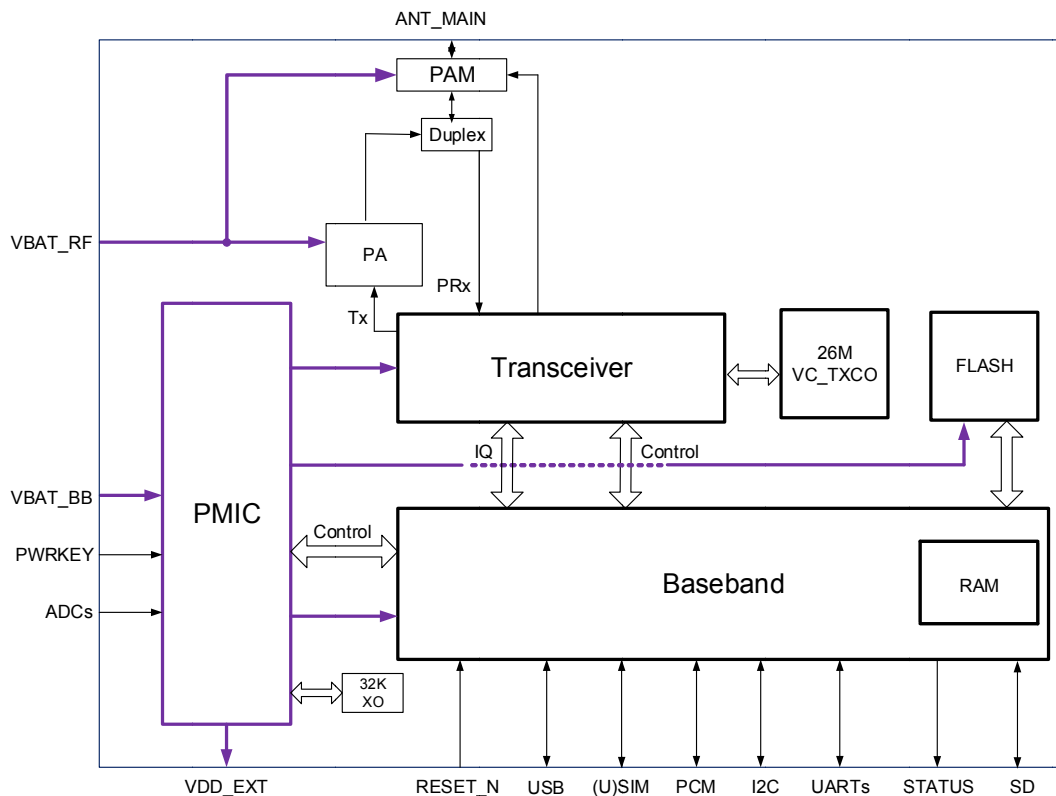 ANT_MAIN
PAM
Duplex
VBAT_RF
PA
PRx
Tx
Transceiver
26M
VC_TXCO
FLASH
IQ
Control
VBAT_BB
PMIC
Control
PWRKEY
Baseband
RAM
ADCs
32K
XO
VDD_EXT
RESET_N
USB
(U)SIM
PCM
I2C
UARTs
STATUS
SD